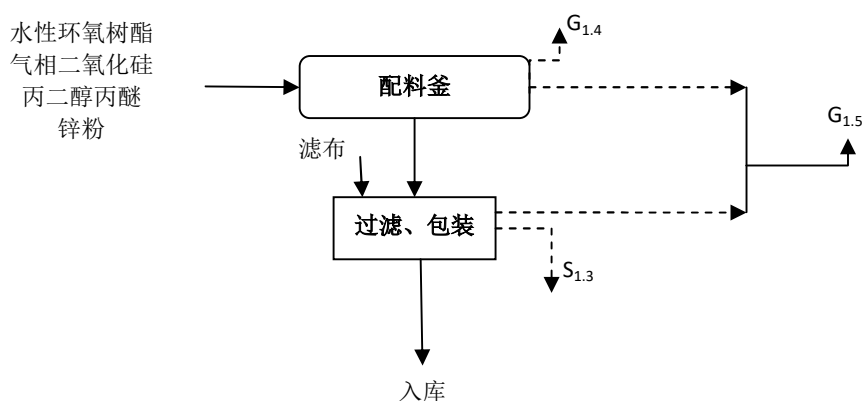 水性环氧树酯
气相二氧化硅
丙二醇丙醚
锌粉
配料釜
G1.4
G1.5
滤布
过滤、包装
S1.3
入库